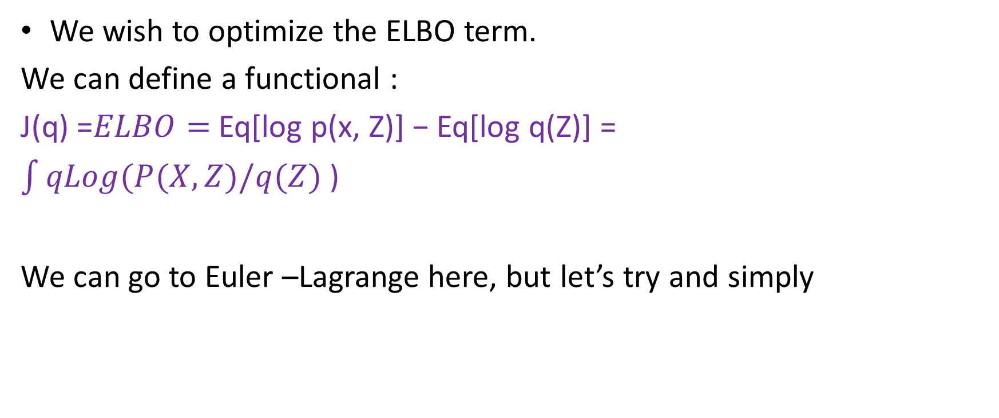 • We wish to optimize the ELBO term.
We can define a functional :
J(q) =𝐸𝐿𝐵𝑂 = Eq[log p(x, Z)] − Eq[log q(Z)] =
∫ 𝑞𝐿𝑜𝑔(𝑃(𝑋, 𝑍)/𝑞(𝑍) )
We can go to Euler –Lagrange here, but let’s try and simply